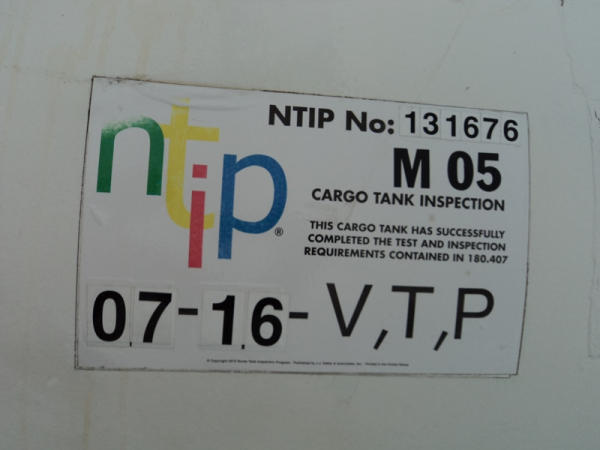 ntip®
NTIP No: 131676
M 05
CARGO TANK INSPECTION
THIS CARGO TANK HAS SUCCESSFULLY
COMPLETED THE TEST AND INSPECTION
REQUIREMENTS CONTAINED IN 180.407
07-16-V,T,P